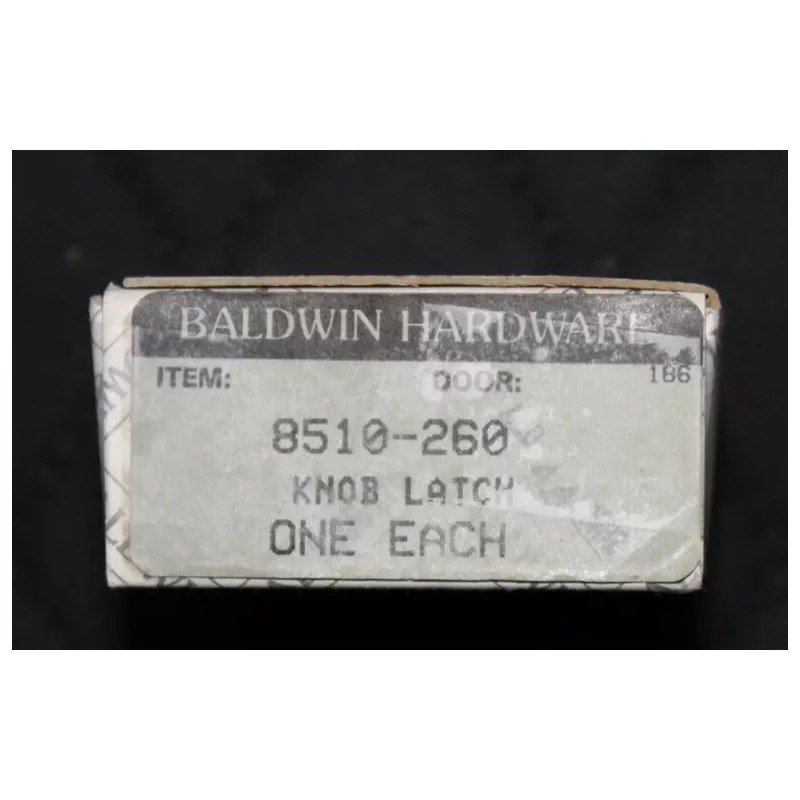 BALDWIN HARDWARE
ITEM: DOOR: 186
8510-260
KNOB LATCH
ONE EACH